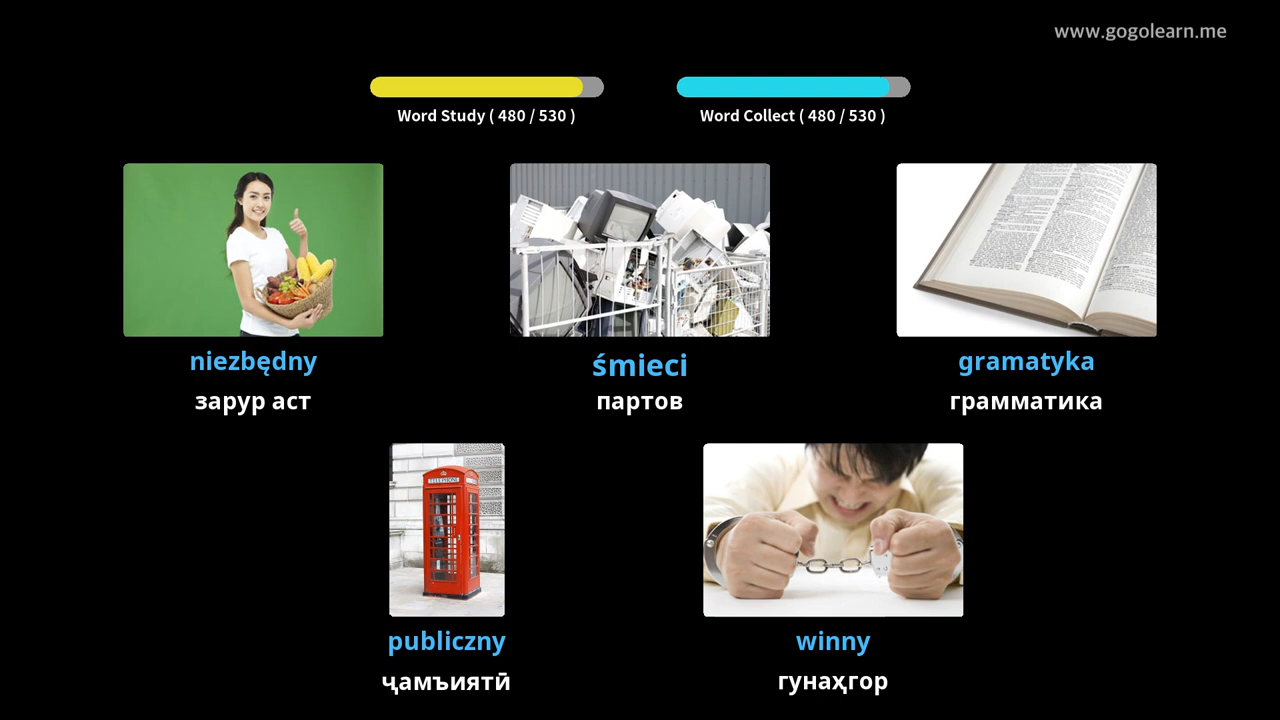 www.gogolearn.me
Word Study ( 480 / 530 )
Word Collect ( 480 / 530 )
niezbędny
śmieci
gramatyka
зарур аст
партов
грамматика
TELEPHONE
publiczny
winny
ҷамъиятӣ
гунаҳгор